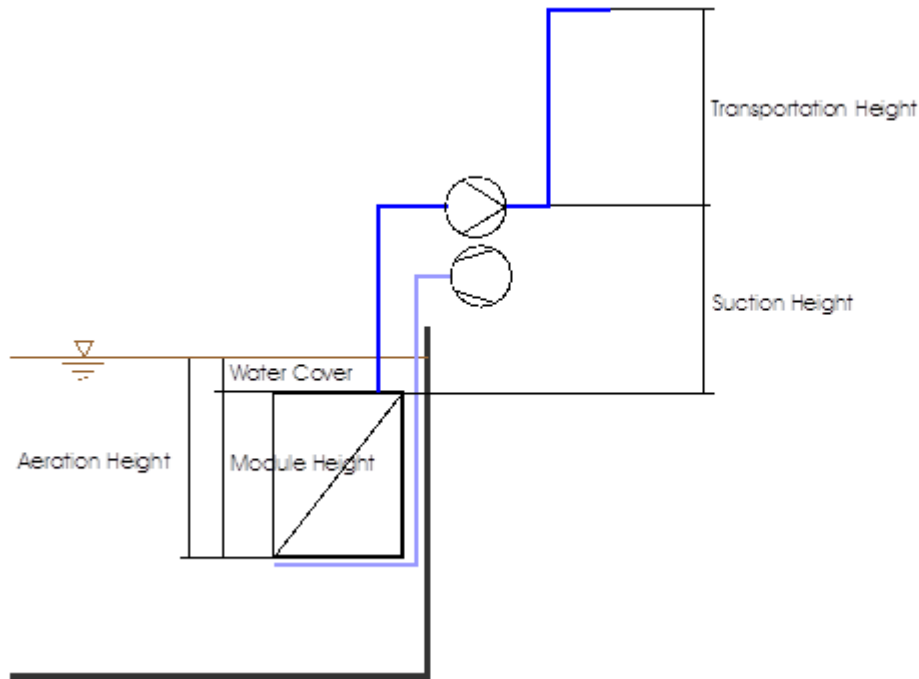 Transportation Height
Suction Height
Water Cover
Aeration Height
Module Height